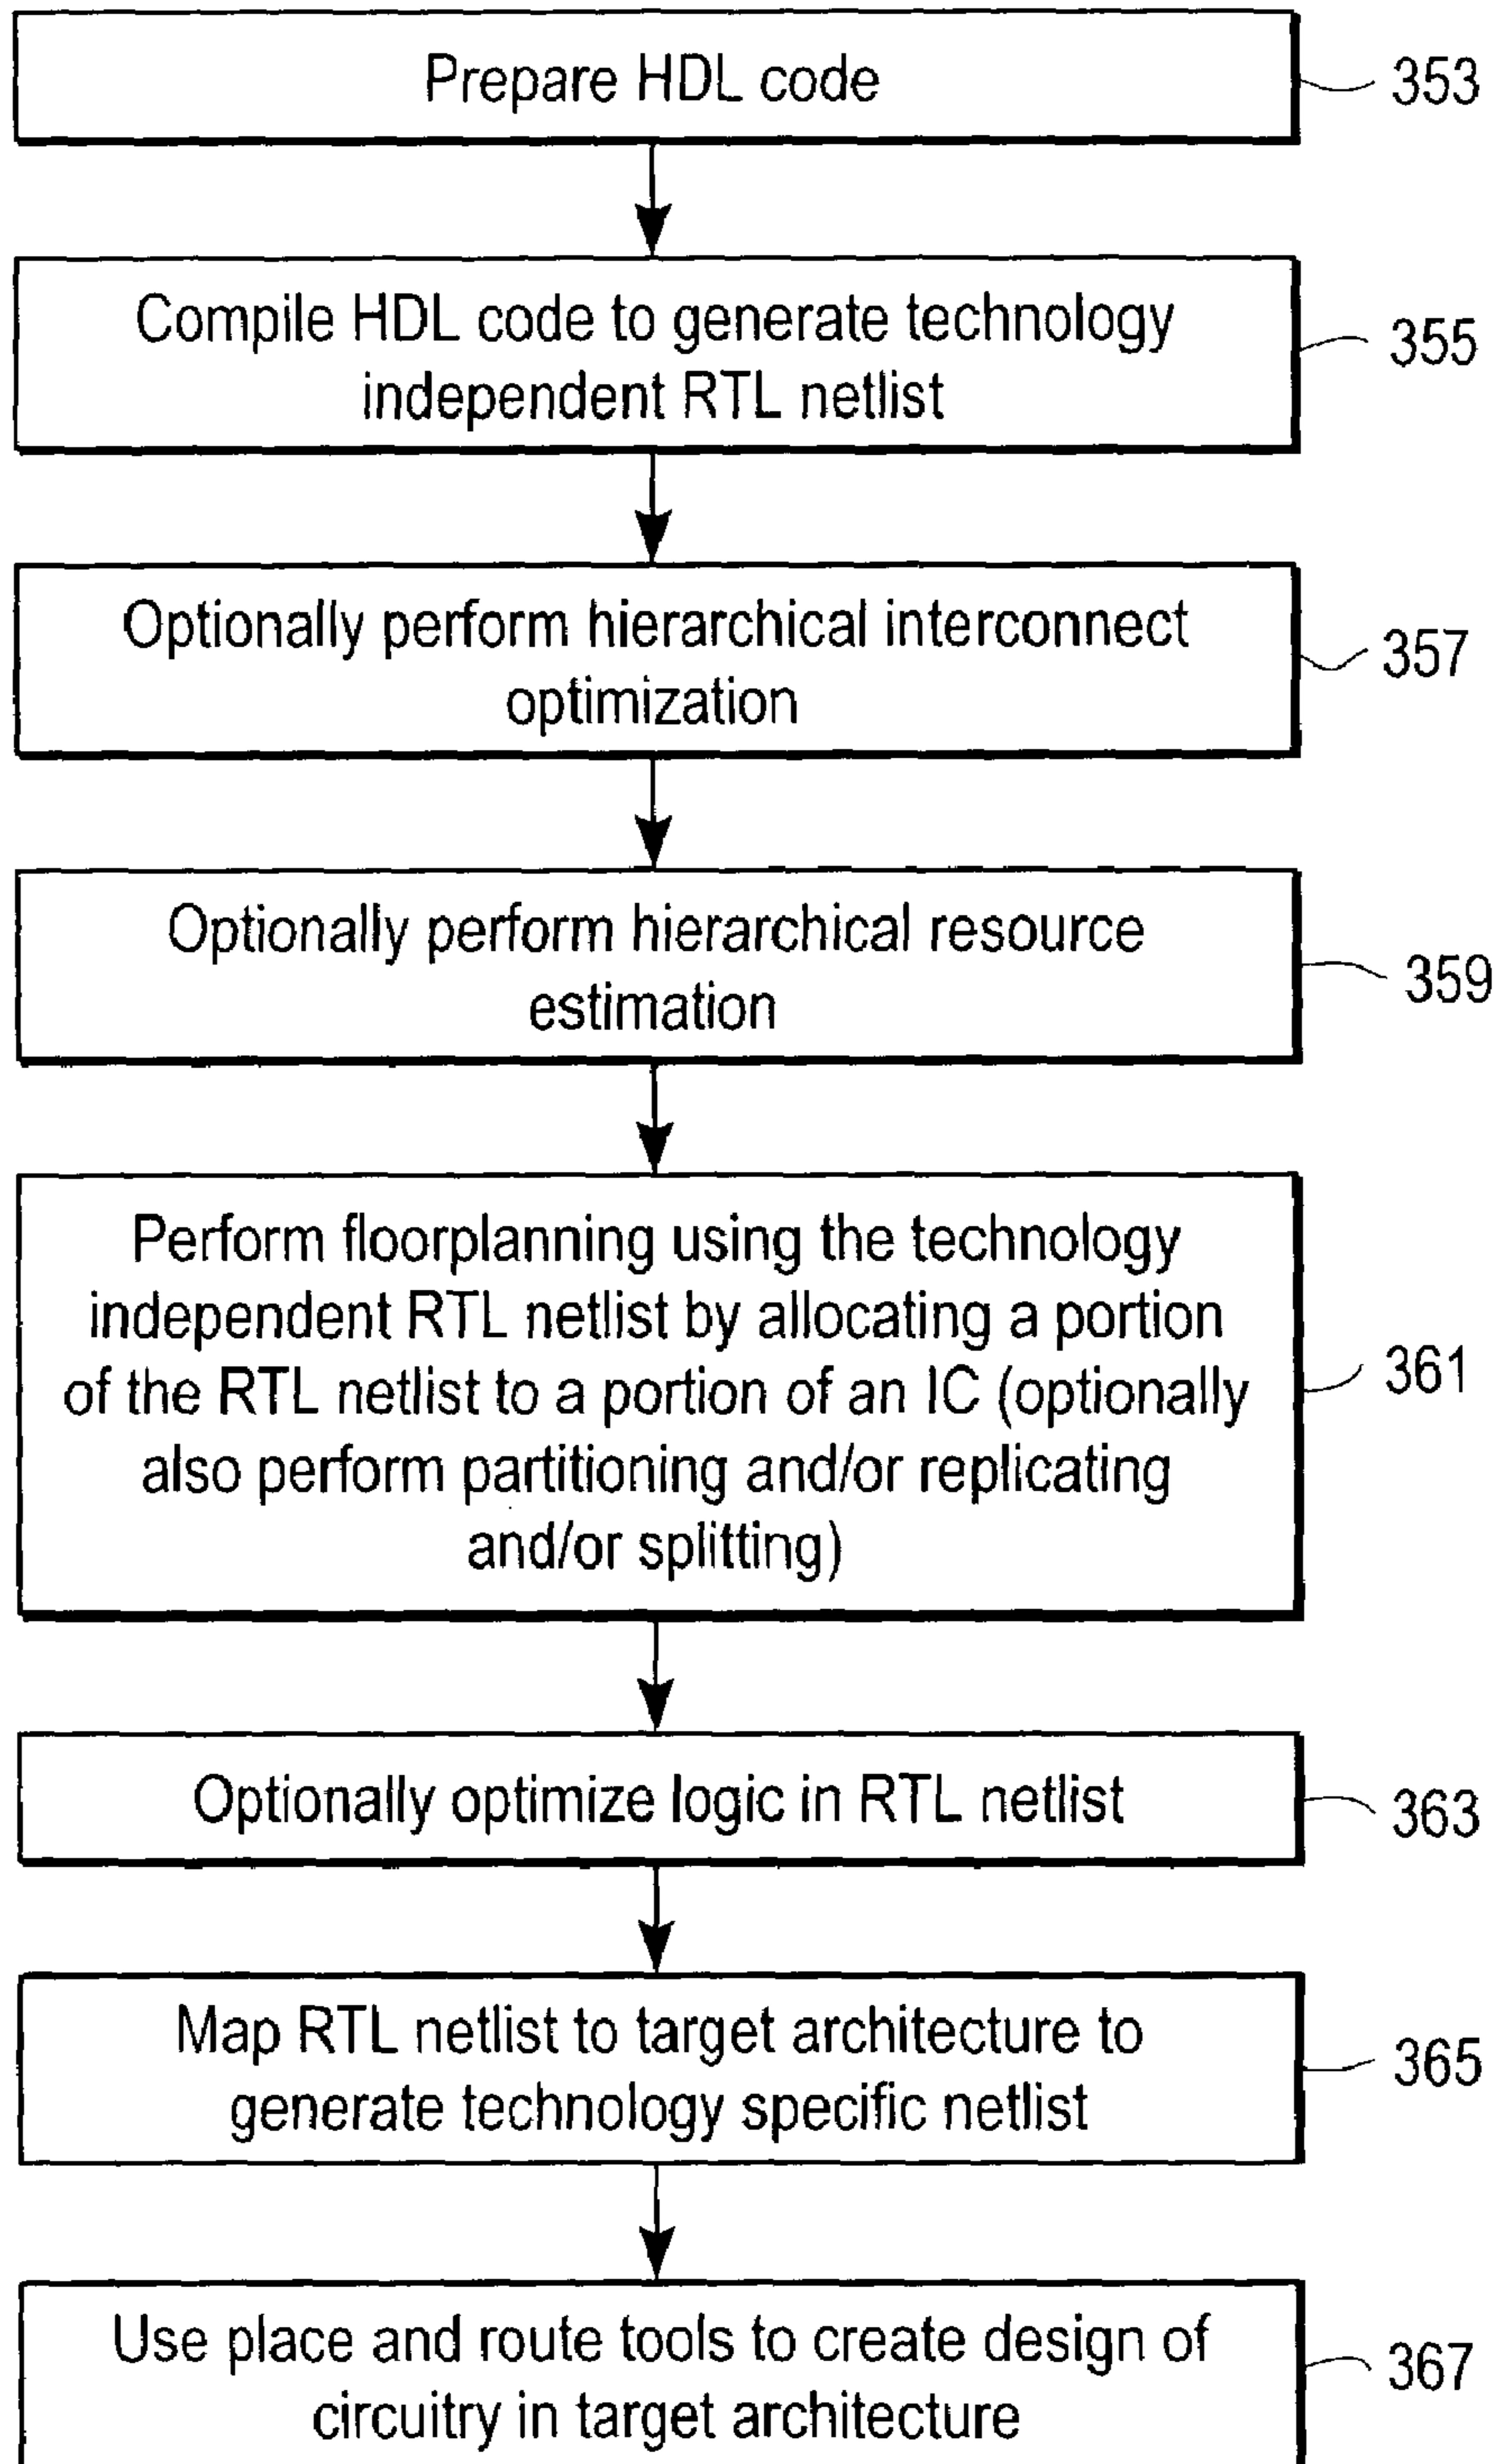 Prepare HDL code
353
Compile HDL code to generate technology
independent RTL netlist
355
Optionally perform hierarchical interconnect
optimization
357
Optionally perform hierarchical resource
estimation
359
Perform floorplanning using the technology
independent RTL netlist by allocating a portion
of the RTL netlist to a portion of an IC (optionally
also perform partitioning and/or replicating
and/or splitting)
361
Optionally optimize logic in RTL netlist
363
Map RTL netlist to target architecture to
generate technology specific netlist
365
Use place and route tools to create design of
circuitry in target architecture
367